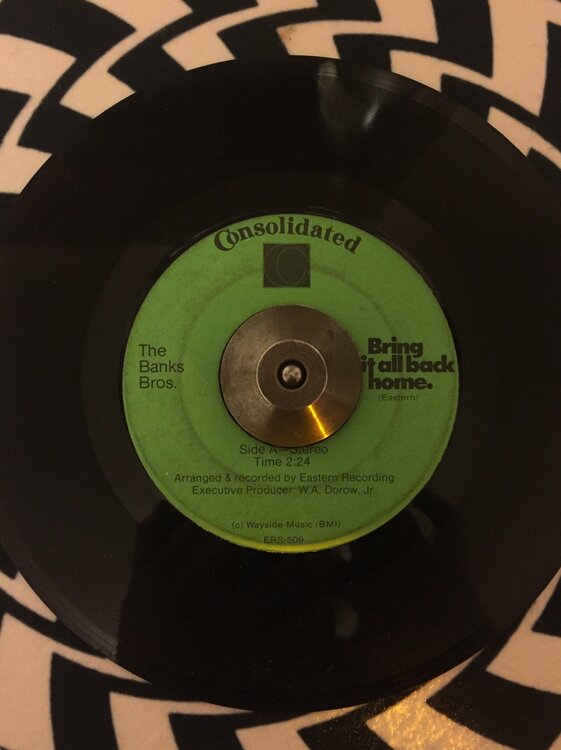 Consolidated
The
Banks
Bros.
Bring
it all back
home.
(Eastern)
Side A—Stereo
Time 2:24
Arranged & recorded by Eastern Recording
Executive Producer: W.A. Dorow, Jr.
(c) Wayside Music (BMI)
ERS-509